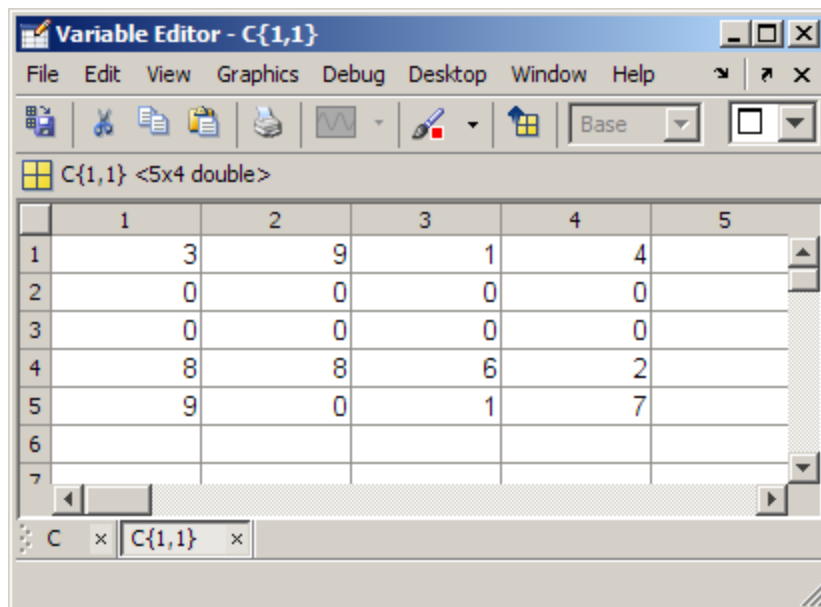 Variable Editor - C{1,1}
File Edit View Graphics Debug Desktop Window Help
Base
C{1,1} <5x4 double>
1 2 3 4 5
1 3 9 1 4
2 0 0 0 0
3 0 0 0 0
4 8 8 6 2
5 9 0 1 7
6
7
C C{1,1}